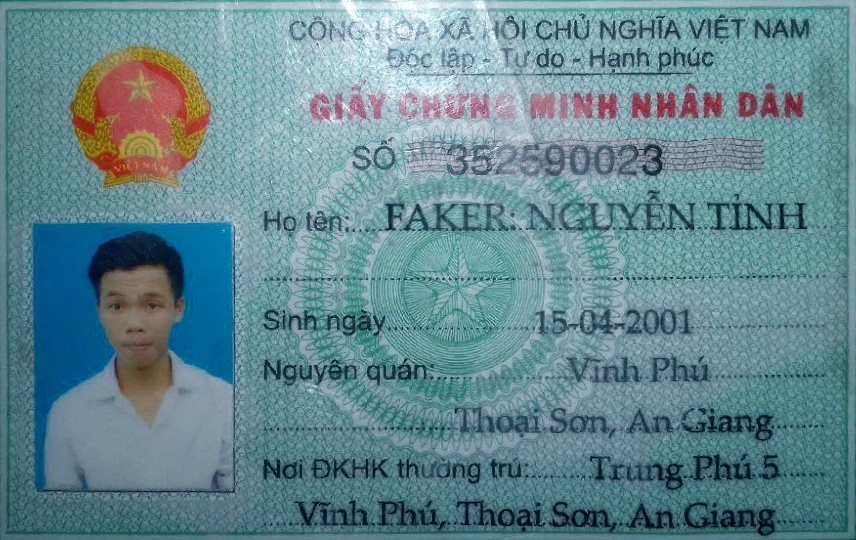 CỘNG HÒA XÃ HỘI CHỦ NGHĨA VIỆT NAM
Độc lập - Tự do - Hạnh phúc
GIẤY CHỨNG MINH NHÂN DÂN
SỐ 352590023
VIỆT NAM
Họ tên: FAKER: NGUYỄN TỈNH
Sinh ngày 15-04-2001
Nguyên quán: Vĩnh Phú
Thoại Sơn, An Giang
Nơi ĐKHK thường trú: Trung Phú 5
Vĩnh Phú, Thoại Sơn, An Giang